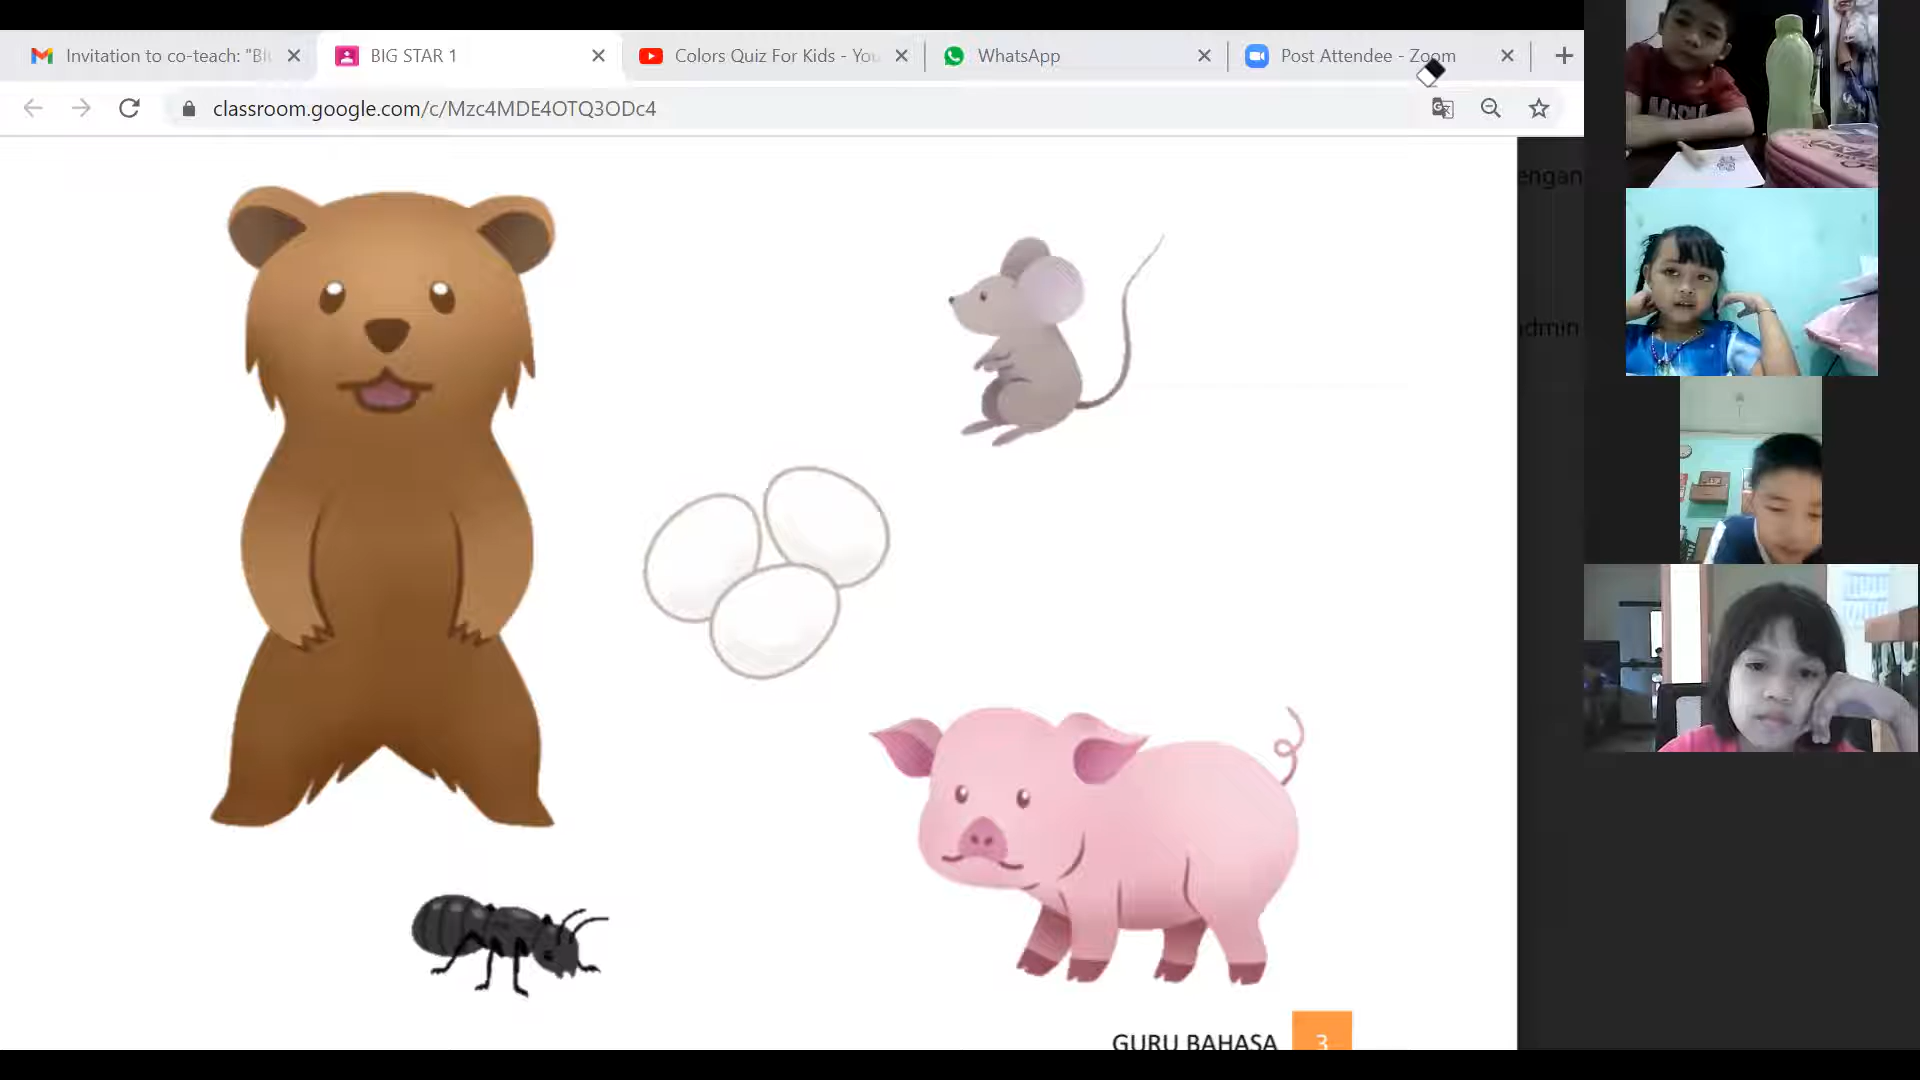 Invitation to co-teach: "Bl
BIG STAR 1
Colors Quiz For Kids - You
WhatsApp
Post Attendee - Zoom
classroom.google.com/c/Mzc4MDE4OTQ3ODc4
engan
admin
GURU BAHASA
3